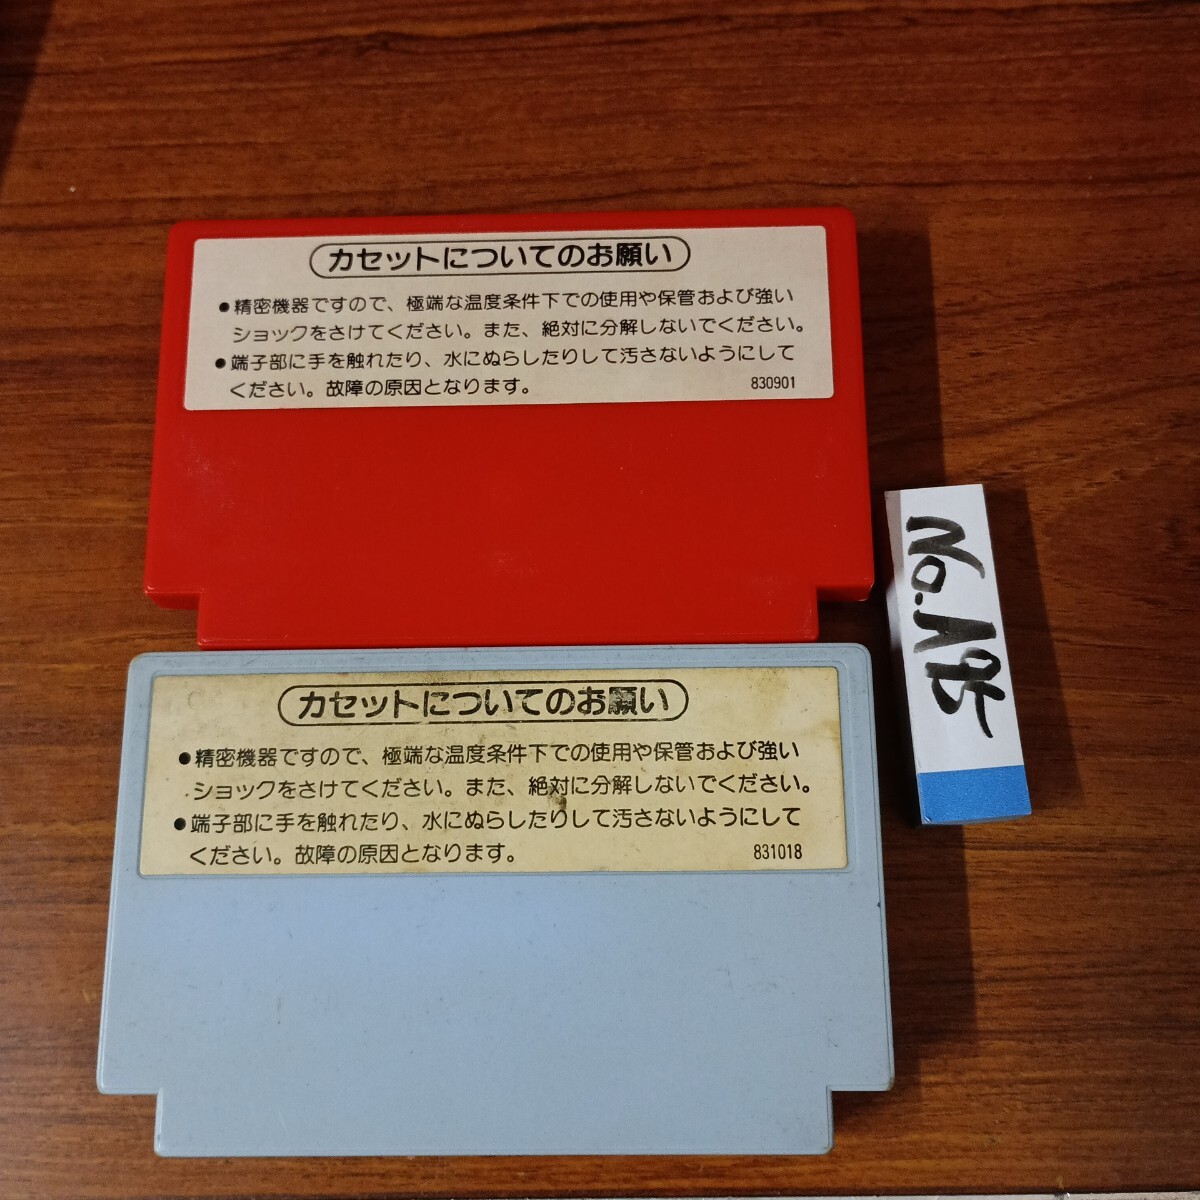 カセットについてのお願い
●精密機器ですので、極端な温度条件下での使用や保管および強い
ショックをさけてください。また、絶対に分解しないでください。
●端子部に手を触れたり、水にぬらしたりして汚さないようにして
ください。故障の原因となります。 830901
No.195
カセットについてのお願い
●精密機器ですので、極端な温度条件下での使用や保管および強い
ショックをさけてください。また、絶対に分解しないでください。
●端子部に手を触れたり、水にぬらしたりして汚さないようにして
ください。故障の原因となります。 831018